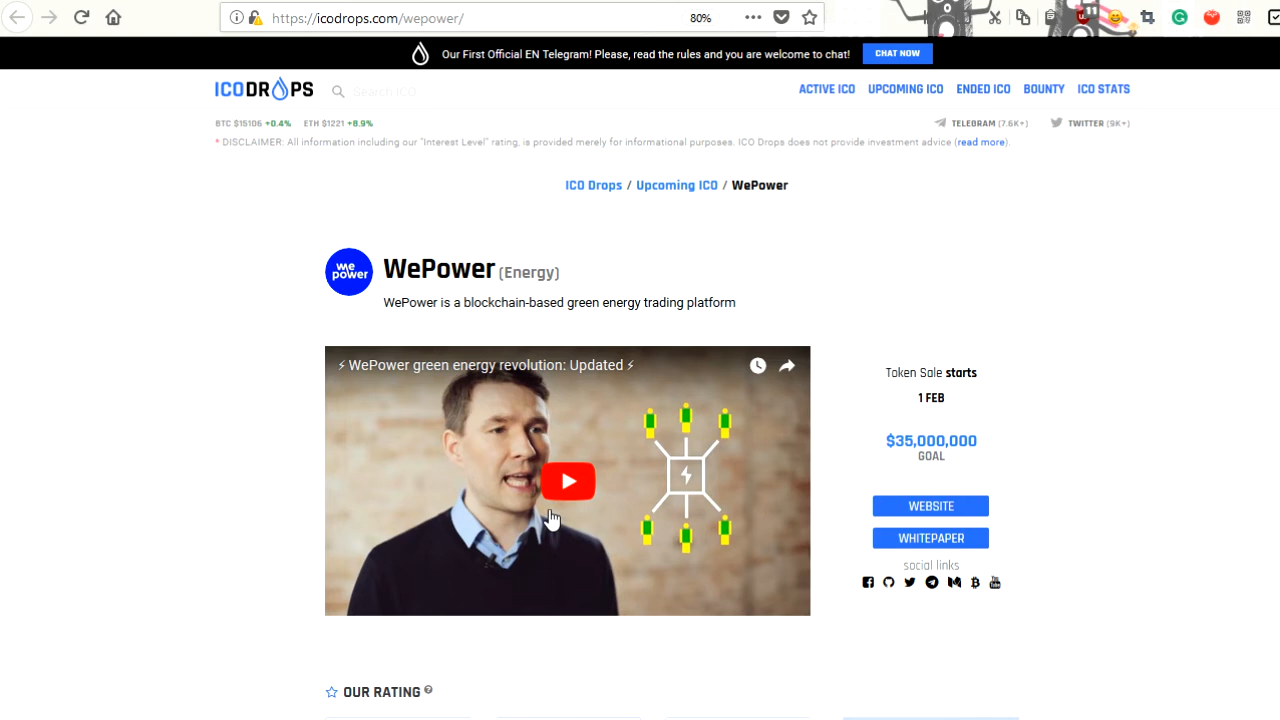 https://icodrops.com/wepower/
80%
Our First Official EN Telegram! Please, read the rules and you are welcome to chat!
CHAT NOW
ICODROPS
Search ICO
ACTIVE ICO
UPCOMING ICO
ENDED ICO
BOUNTY
ICO STATS
BTC $15106 +0.4%
ETH $1221 +8.9%
TELEGRAM (7.6K+)
TWITTER (9K+)
* DISCLAIMER: All information including our "Interest Level" rating, is provided merely for informational purposes. ICO Drops does not provide investment advice (read more).
ICO Drops / Upcoming ICO / WePower
we
power
WePower (Energy)
WePower is a blockchain-based green energy trading platform
⚡ WePower green energy revolution: Updated ⚡
Token Sale starts
1 FEB
$35,000,000
GOAL
WEBSITE
WHITEPAPER
social links
OUR RATING